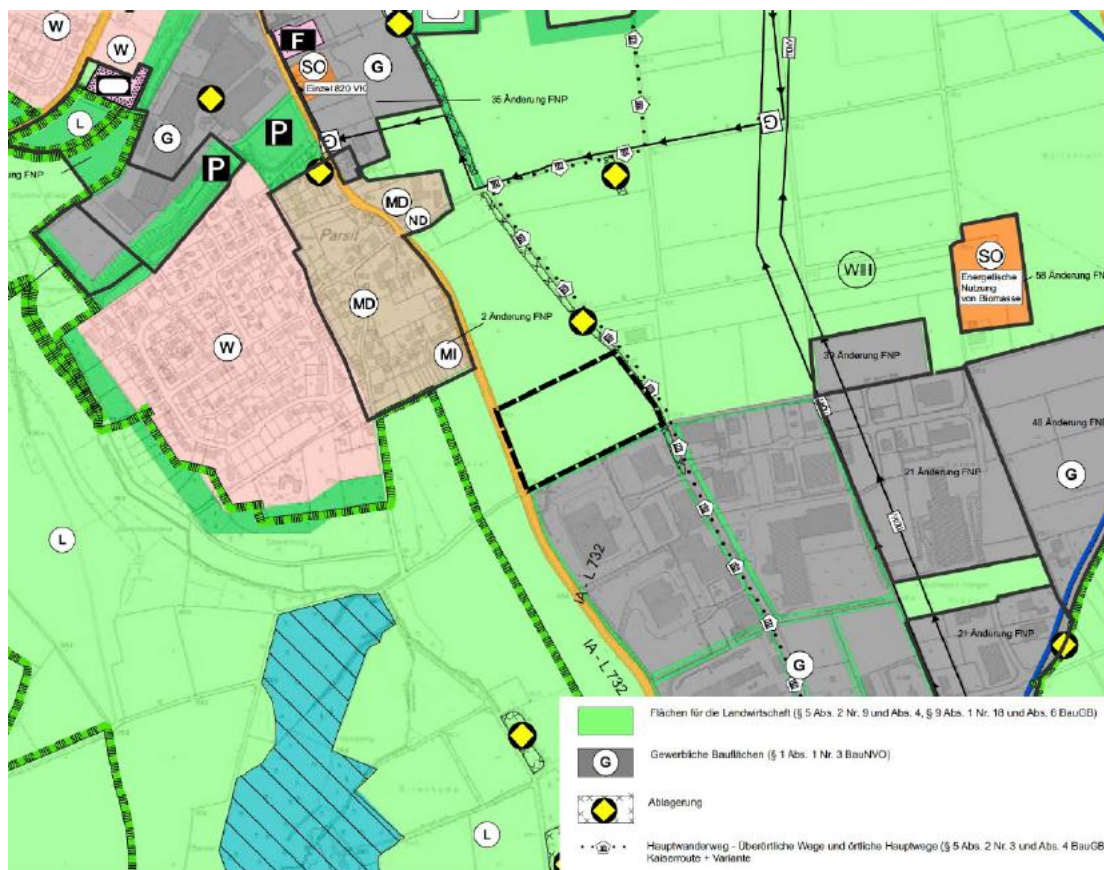 W
W
F
SO
Einzel 820 VK
G
35 Änderung FNP
L
G
P
P
G
G
ung FNP
MD
ND
Parsit
MD
2 Änderung FNP
W
MI
WIII
SO
Energetische
Nutzung
von Biomasse
58 Änderung FNP
39 Änderung FNP
48 Änderung FNP
21 Änderung FNP
G
L
IA - L 732
21 Änderung FNP
IA - L 732
G
L
Flächen für die Landwirtschaft (§ 5 Abs. 2 Nr. 9 und Abs. 4, § 9 Abs. 1 Nr. 18 und Abs. 6 BauGB)
G
Gewerbliche Bauflächen (§ 1 Abs. 1 Nr. 3 BauNVO)
Ablagerung
Hauptwanderweg - Überörtliche Wege und örtliche Hauptwege (§ 5 Abs. 2 Nr. 3 und Abs. 4 BauGB
Kaiserroute + Variante